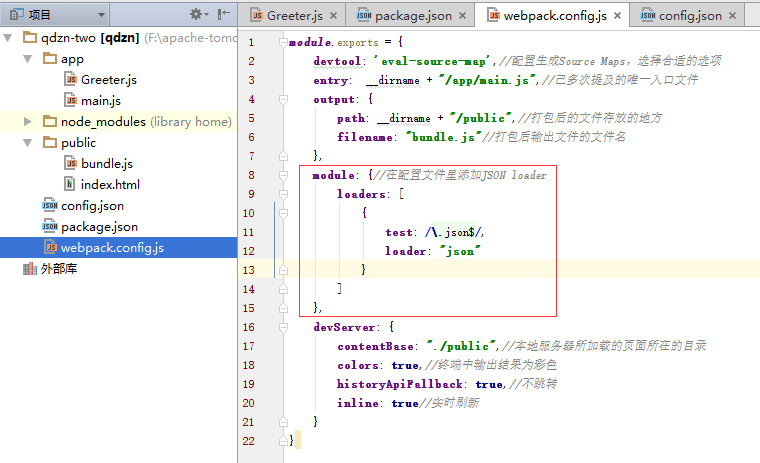 项目
qdzn-two [qdzn] (F:\apache-tomc
app
Greeter.js
main.js
node_modules (library home)
public
bundle.js
index.html
config.json
package.json
webpack.config.js
外部库
Greeter.js package.json webpack.config.js config.json
1 module.exports = {
2 devtool: 'eval-source-map',//配置生成Source Maps，选择合适的选项
3 entry: __dirname + "/app/main.js",//已多次提及的唯一入口文件
4 output: {
5 path: __dirname + "/public",//打包后的文件存放的地方
6 filename: "bundle.js"//打包后输出文件的文件名
7 },
8 module: {//在配置文件里添加JSON loader
9 loaders: [
10 {
11 test: /\.json$/,
12 loader: "json"
13 }
14 ]
15 },
16 devServer: {
17 contentBase: "./public",//本地服务器所加载的页面所在的目录
18 colors: true,//终端中输出结果为彩色
19 historyApiFallback: true,//不跳转
20 inline: true//实时刷新
21 }
22 }